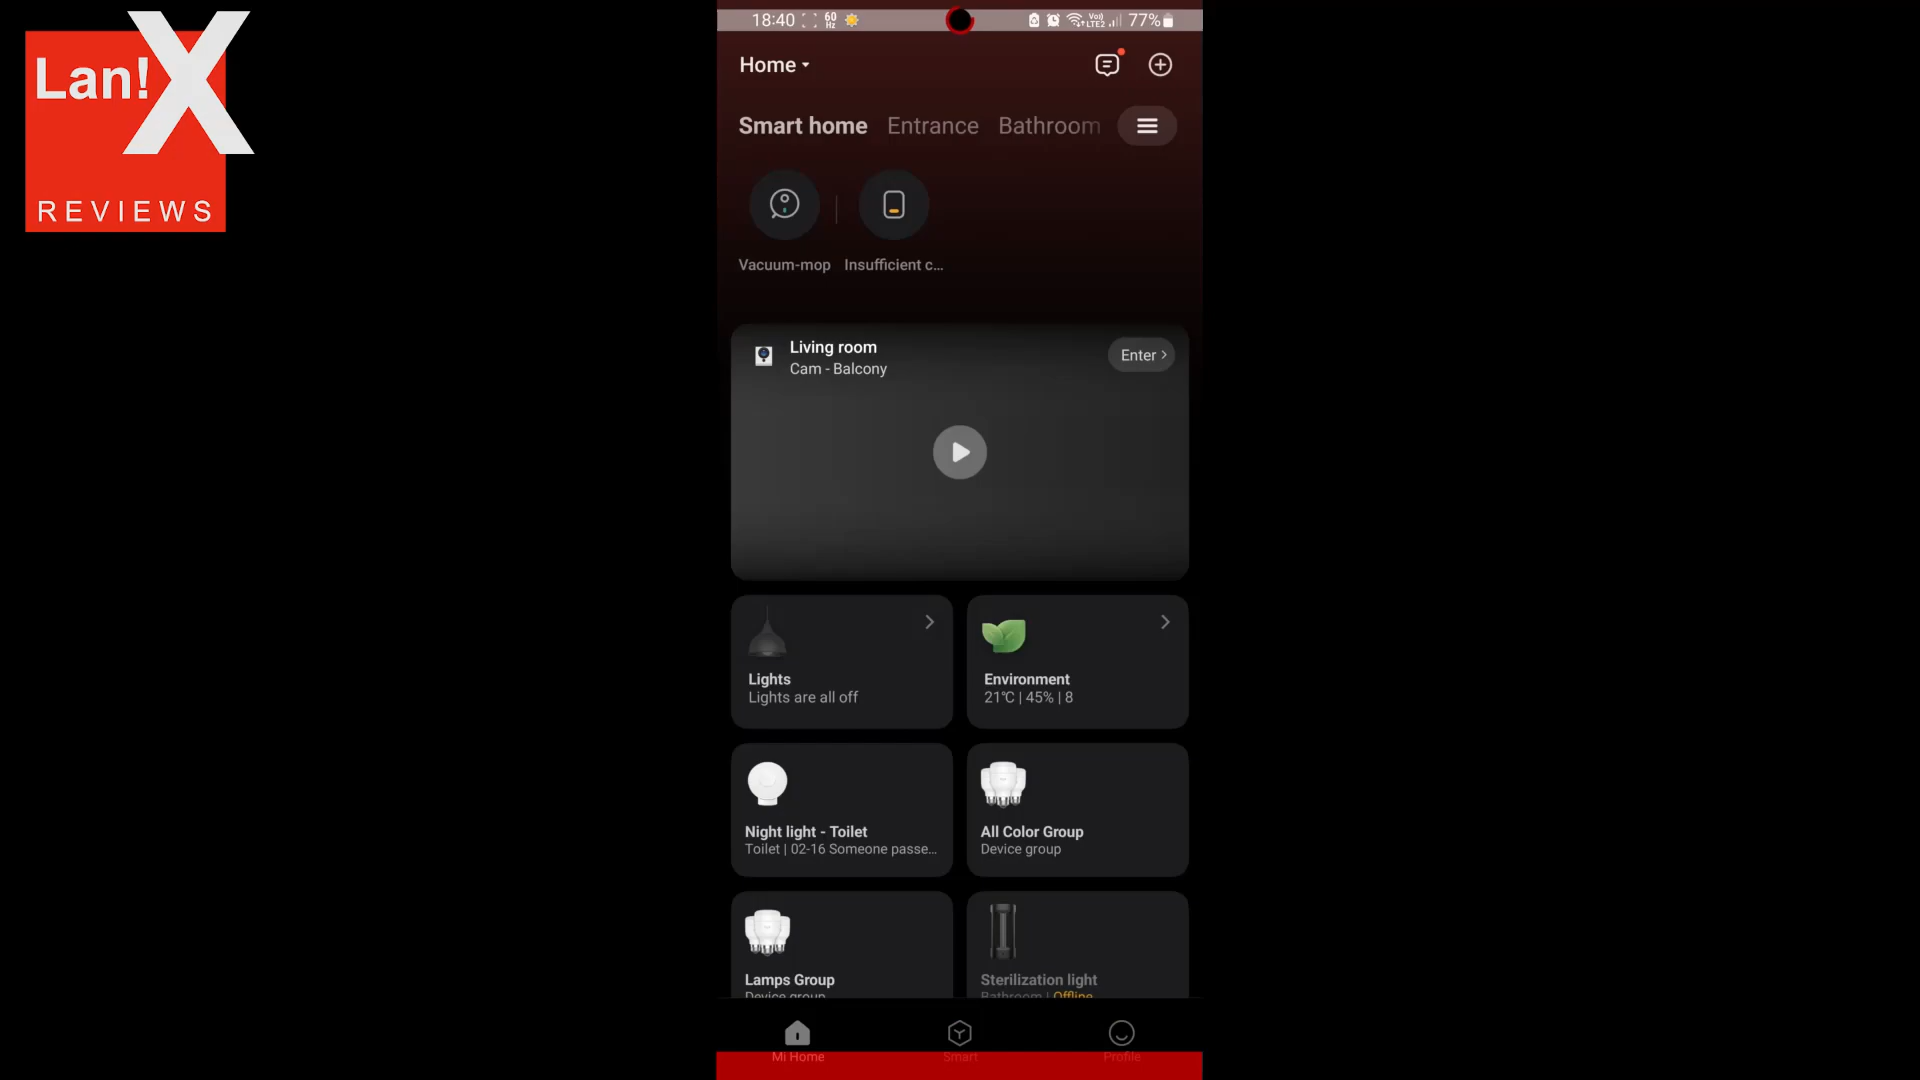 Lan!X
REVIEWS
18:40 60 Hz Vo)) LTE2 77%
Home
Smart home Entrance Bathroom
Vacuum-mop Insufficient c...
Living room
Cam - Balcony
Enter
Lights
Lights are all off
Environment
21℃ | 45% | 8
Night light - Toilet
Toilet | 02-16 Someone passe...
All Color Group
Device group
Lamps Group
Device group
Sterilization light
Bathroom | Offline
Mi Home Smart Profile